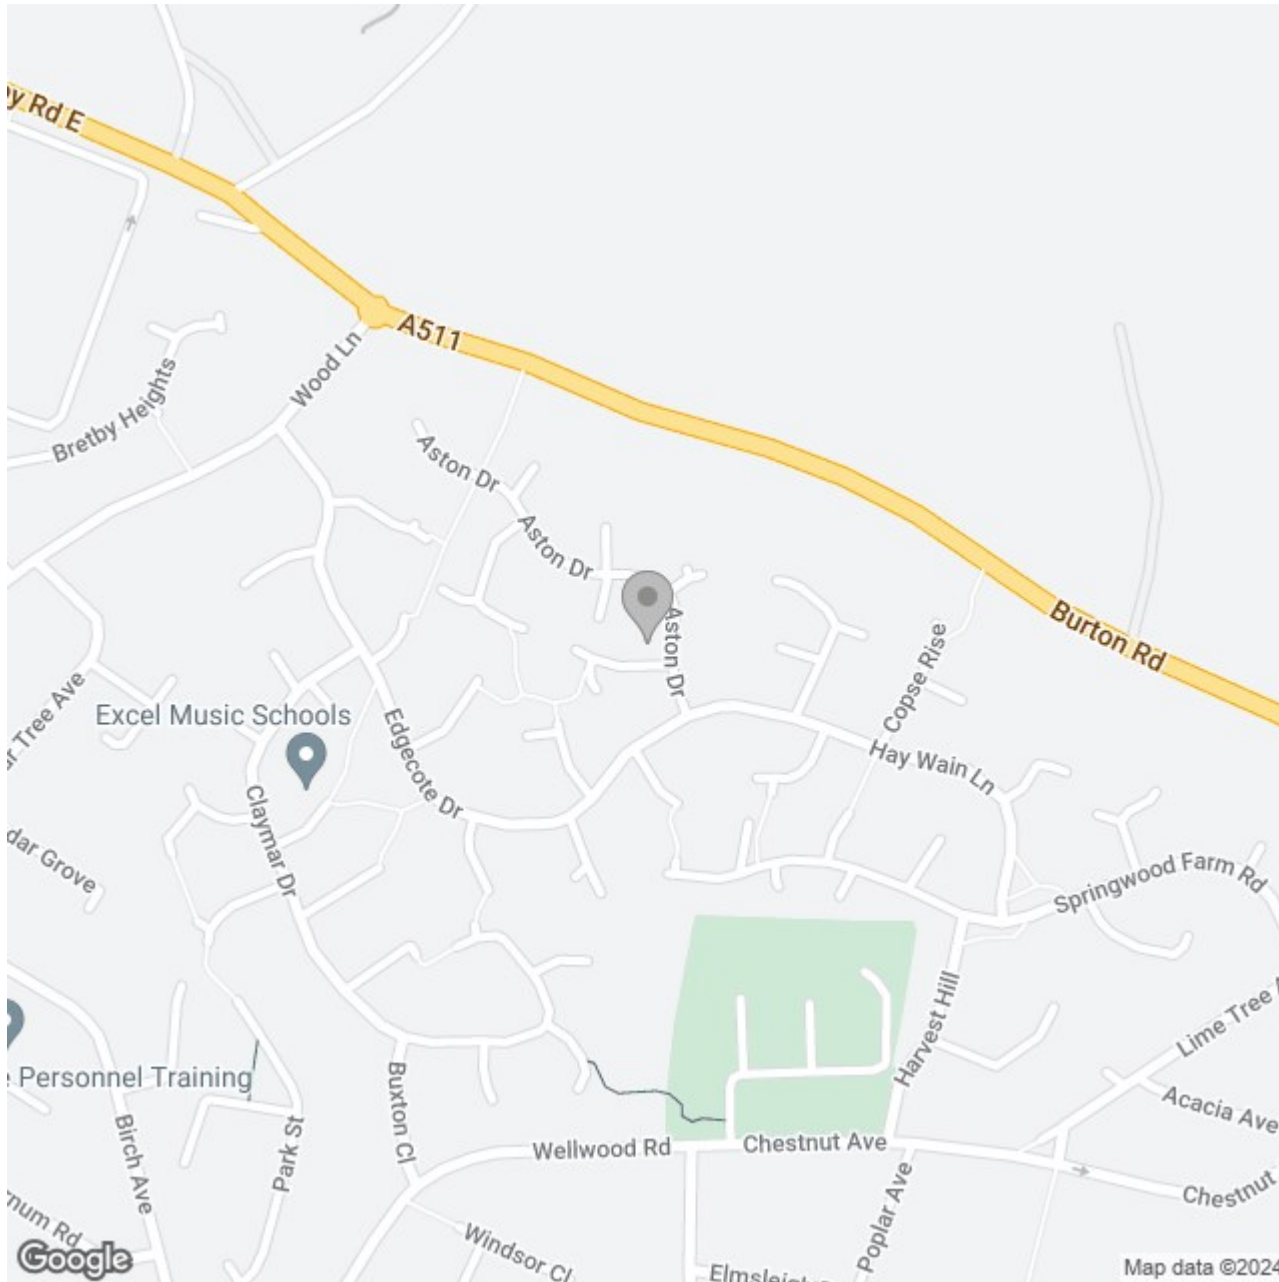 by Rd E
A511
Wood Ln
Bretby Heights
Aston Dr
Aston Dr
Aston Dr
Burton Rd
Copse Rise
ar Tree Ave
Excel Music Schools
Edgecote Dr
Hay Wain Ln
Claymar Dr
dar Grove
Springwood Farm Rd
Harvest Hill
Lime Tree A
e Personnel Training
Buxton Cl
Acacia Ave
Birch Ave
Park St
Wellwood Rd
Chestnut Ave
Poplar Ave
Chestnut
rnum Rd
Windsor Cl
Google
Map data ©2024